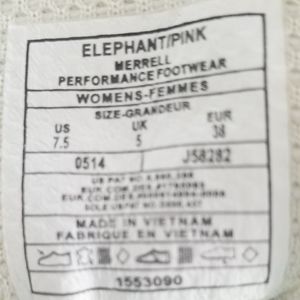 ELEPHANT/PINK
MERRELL
PERFORMANCE FOOTWEAR
WOMENS-FEMMES
SIZE-GRANDEUR
US UK EUR
7.5 5 38
0514 J58282
MADE IN VIETNAM
FABRIQUE EN VIETNAM
1553090